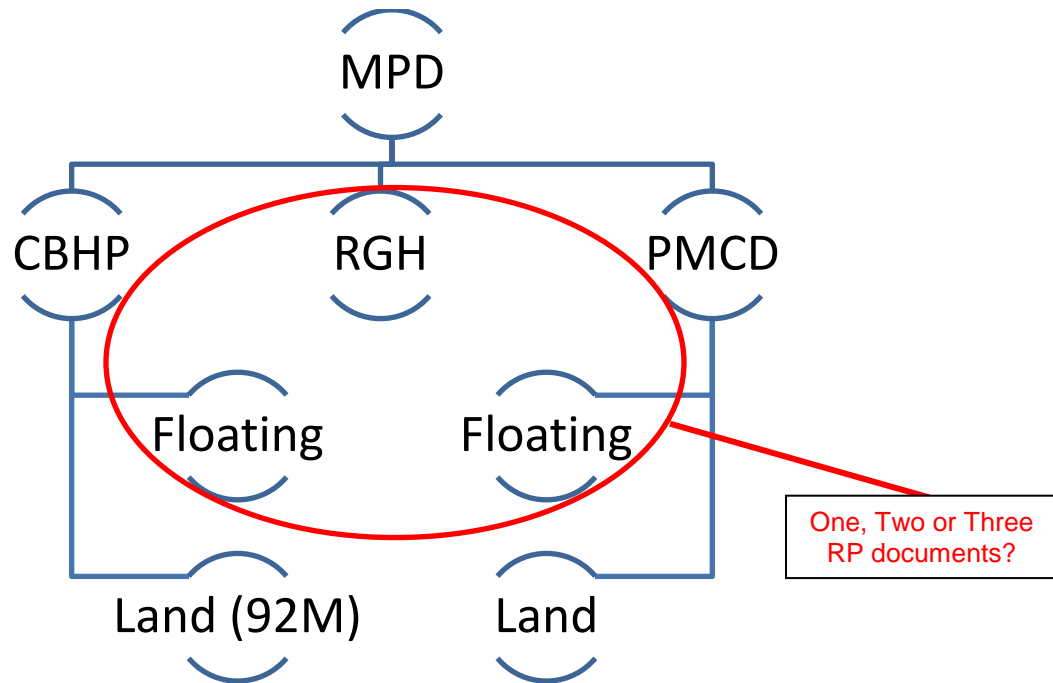 MPD
CBHP
RGH
PMCD
Floating
Floating
One, Two or Three
RP documents?
Land (92M)
Land